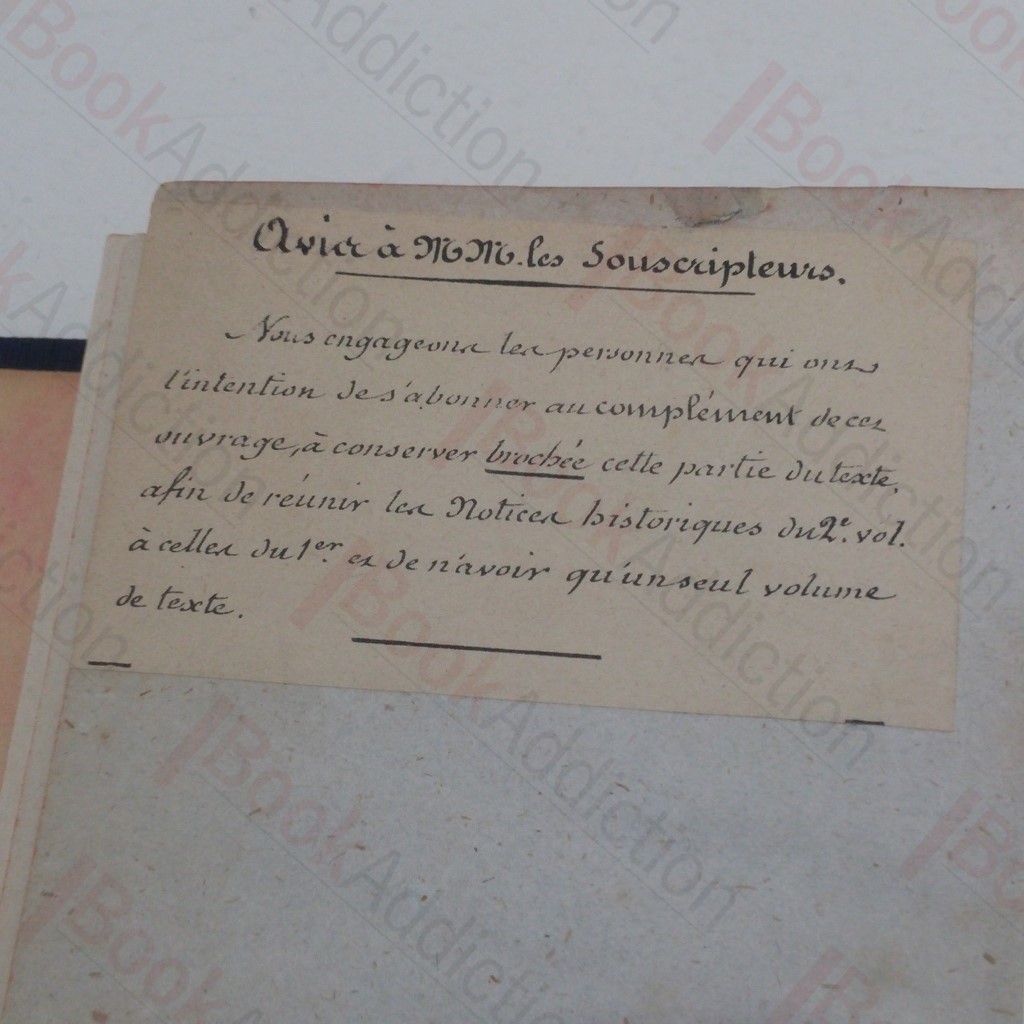 Avis à MM. les Souscripteurs.
Nous engageons les personnes qui ont
l'intention de s'abonner au complément de cet
ouvrage, à conserver brochée cette partie du texte,
afin de réunir les Notices historiques du 2e. vol.
à celles du 1er. et de n'avoir qu'un seul volume
de texte.
BookAddiction